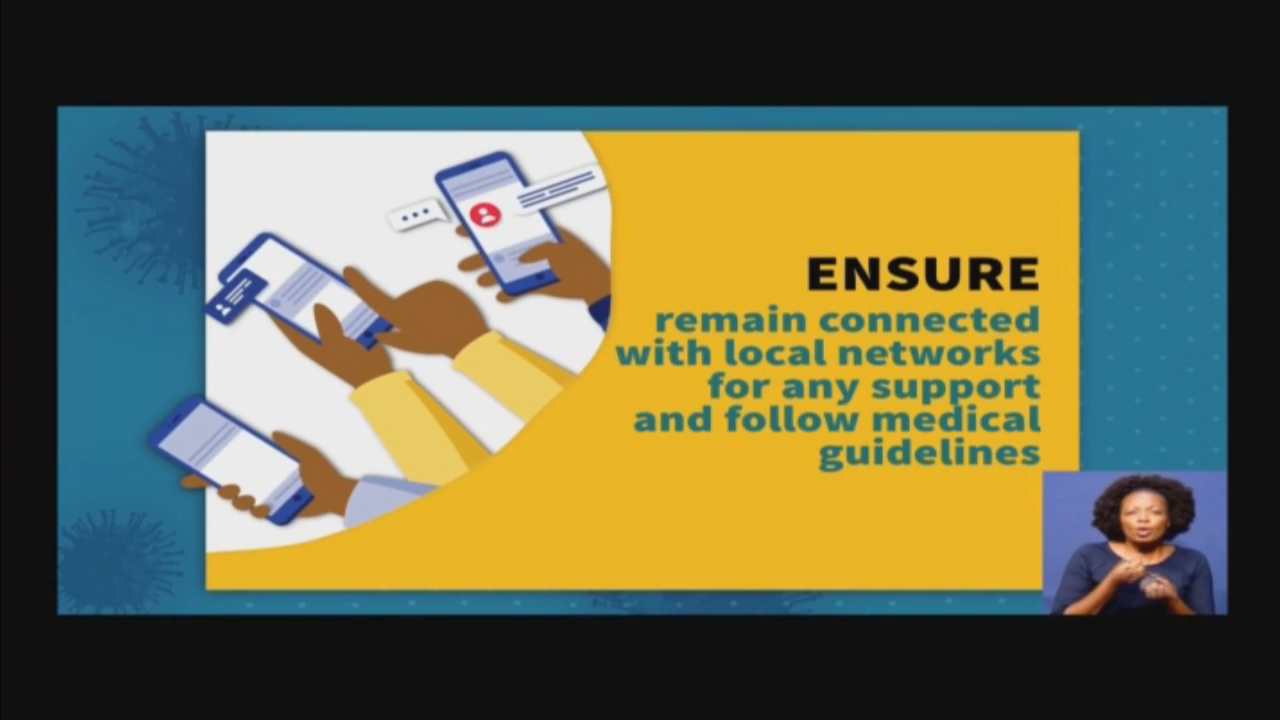 ENSURE
remain connected
with local networks
for any support
and follow medical
guidelines